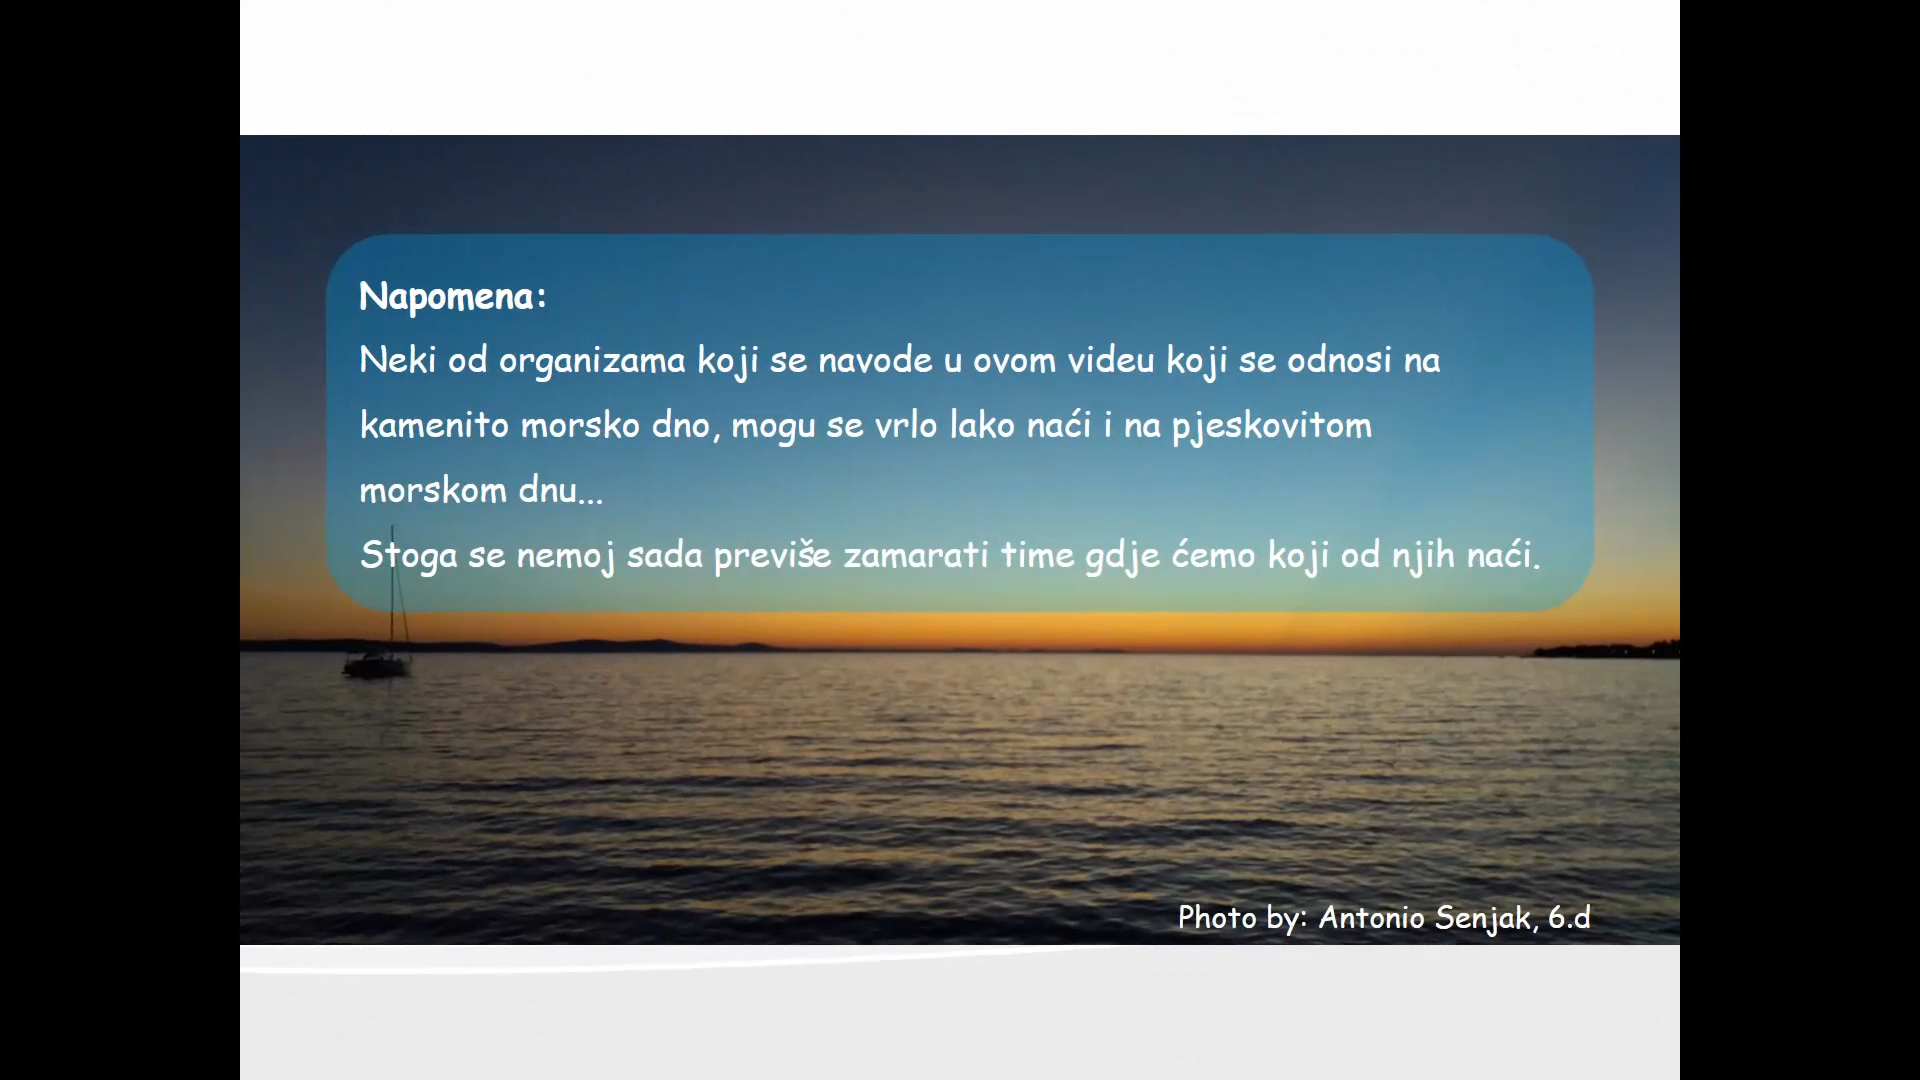 Napomena:
Neki od organizama koji se navode u ovom videu koji se odnosi na
kamenito morsko dno, mogu se vrlo lako naći i na pjeskovitom
morskom dnu...
Stoga se nemoj sada previše zamarati time gdje ćemo koji od njih naći.
Photo by: Antonio Senjak, 6.d